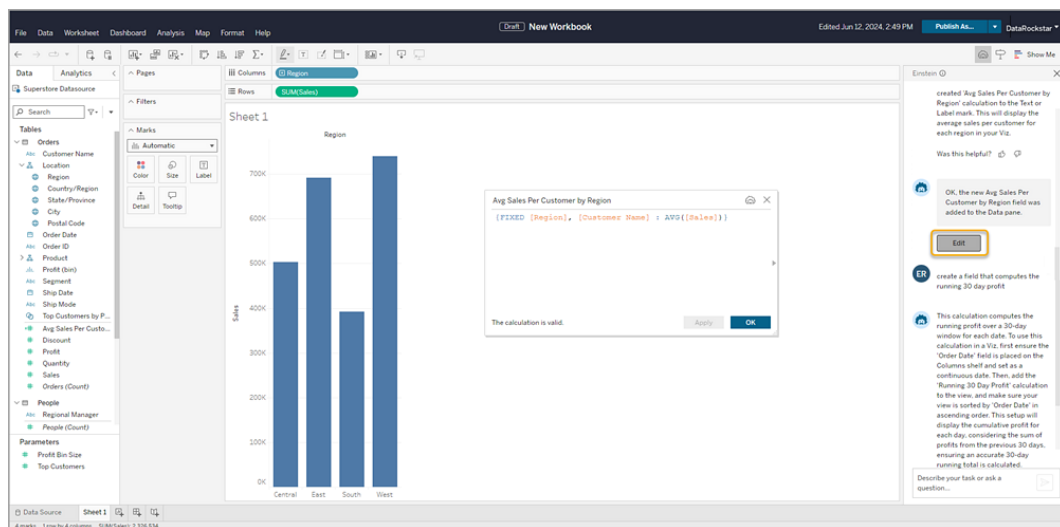 Draft New Workbook
Edited Jun 12, 2024, 2:49 PM
Publish As...
DataRockstar
File Data Worksheet Dashboard Analysis Map Format Help
Show Me
Data Analytics
Superstore Datasource
Search
Tables
Orders
Abc Customer Name
Location
Region
Country/Region
State/Province
City
Postal Code
Order Date
Abc Order ID
Product
Profit (bin)
Abc Segment
Ship Date
Abc Ship Mode
Top Customers by P...
Avg Sales Per Custo...
Discount
Profit
Quantity
Sales
Orders (Count)
People
Abc Regional Manager
People (Count)
Parameters
Profit Bin Size
Top Customers
Pages
Filters
Marks
Automatic
Color Size Label
Detail Tooltip
Columns Region
Rows SUM(Sales)
Sheet 1
Region
Sales
700K
600K
500K
400K
300K
200K
100K
0K
Central East South West
Avg Sales Per Customer by Region
{FIXED [Region], [Customer Name] : AVG([Sales])}
The calculation is valid.
Apply OK
Einstein
created 'Avg Sales Per Customer by
Region' calculation to the Text or
Label mark. This will display the
average sales per customer for
each region in your Viz.
Was this helpful?
OK, the new Avg Sales Per
Customer by Region field was
added to the Data pane.
Edit
ER
create a field that computes the
running 30 day profit
This calculation computes the
running profit over a 30-day
window for each date. To use this
calculation in a Viz, first ensure the
'Order Date' field is placed on the
Columns shelf and set as a
continuous date. Then, add the
'Running 30 Day Profit' calculation
to the view, and make sure your
view is sorted by 'Order Date' in
ascending order. This setup will
display the cumulative profit for
each day, considering the sum of
profits from the previous 30 days,
ensuring an accurate 30-day
running total is calculated.
Describe your task or ask a
question...
Data Source Sheet 1
4 marks 1 row by 4 columns